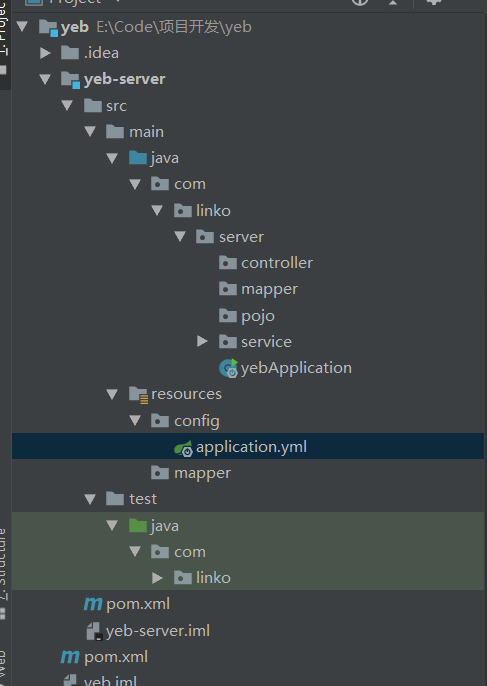 Project
yeb E:\Code\项目开发\yeb
.idea
yeb-server
src
main
java
com
linko
server
controller
mapper
pojo
service
yebApplication
resources
config
application.yml
mapper
test
java
com
linko
pom.xml
yeb-server.iml
pom.xml
yeb.iml
1: Project
7: Structure
Web